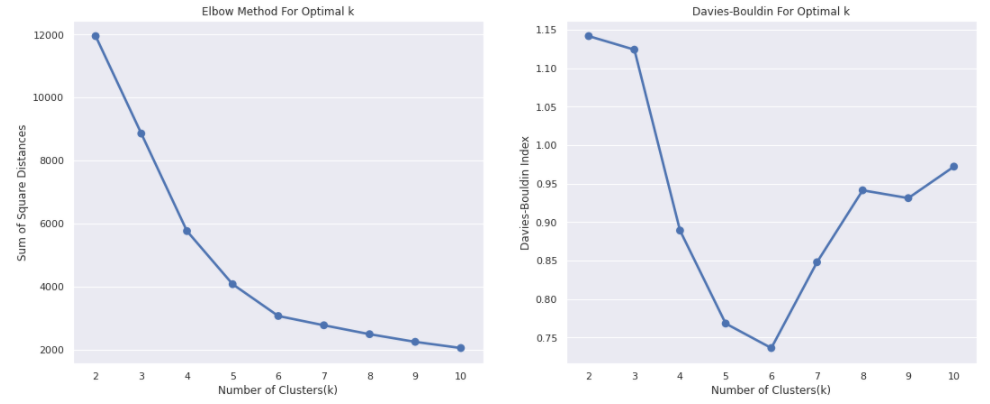 Elbow Method For Optimal k
Sum of Square Distances
12000
10000
8000
6000
4000
2000
2 3 4 5 6 7 8 9 10
Number of Clusters(k)
Davies-Bouldin For Optimal k
Davies-Bouldin Index
1.15
1.10
1.05
1.00
0.95
0.90
0.85
0.80
0.75
2 3 4 5 6 7 8 9 10
Number of Clusters(k)